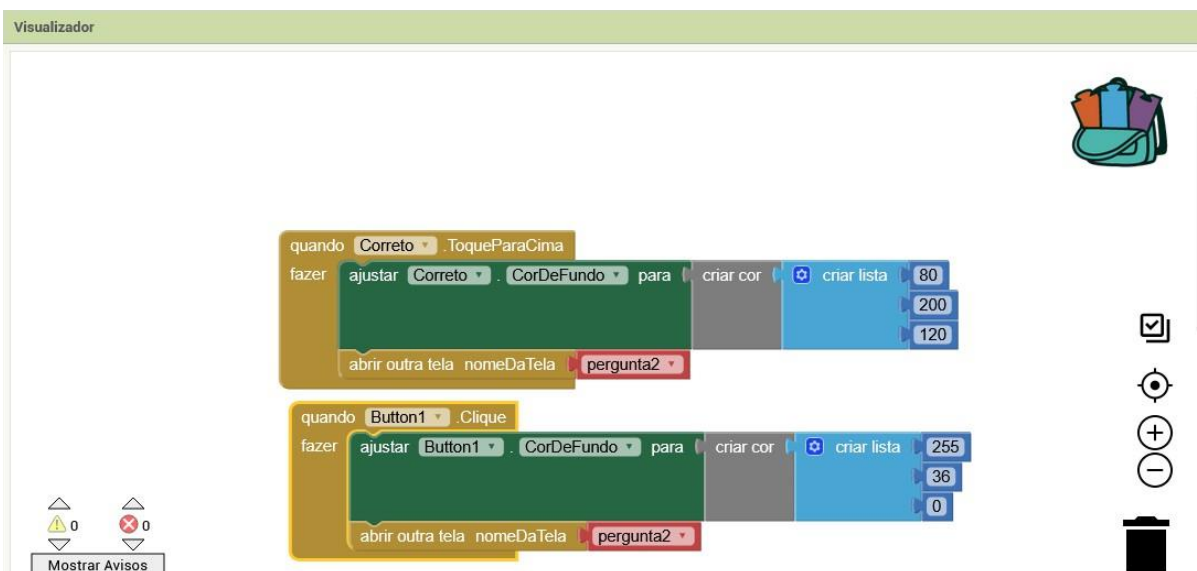 Visualizador
quando Correto .ToqueParaCima
fazer ajustar Correto . CorDeFundo para criar cor criar lista 80
200
120
abrir outra tela nomeDaTela pergunta2
quando Button1 .Clique
fazer ajustar Button1 . CorDeFundo para criar cor criar lista 255
36
0
abrir outra tela nomeDaTela pergunta2
0 0
Mostrar Avisos